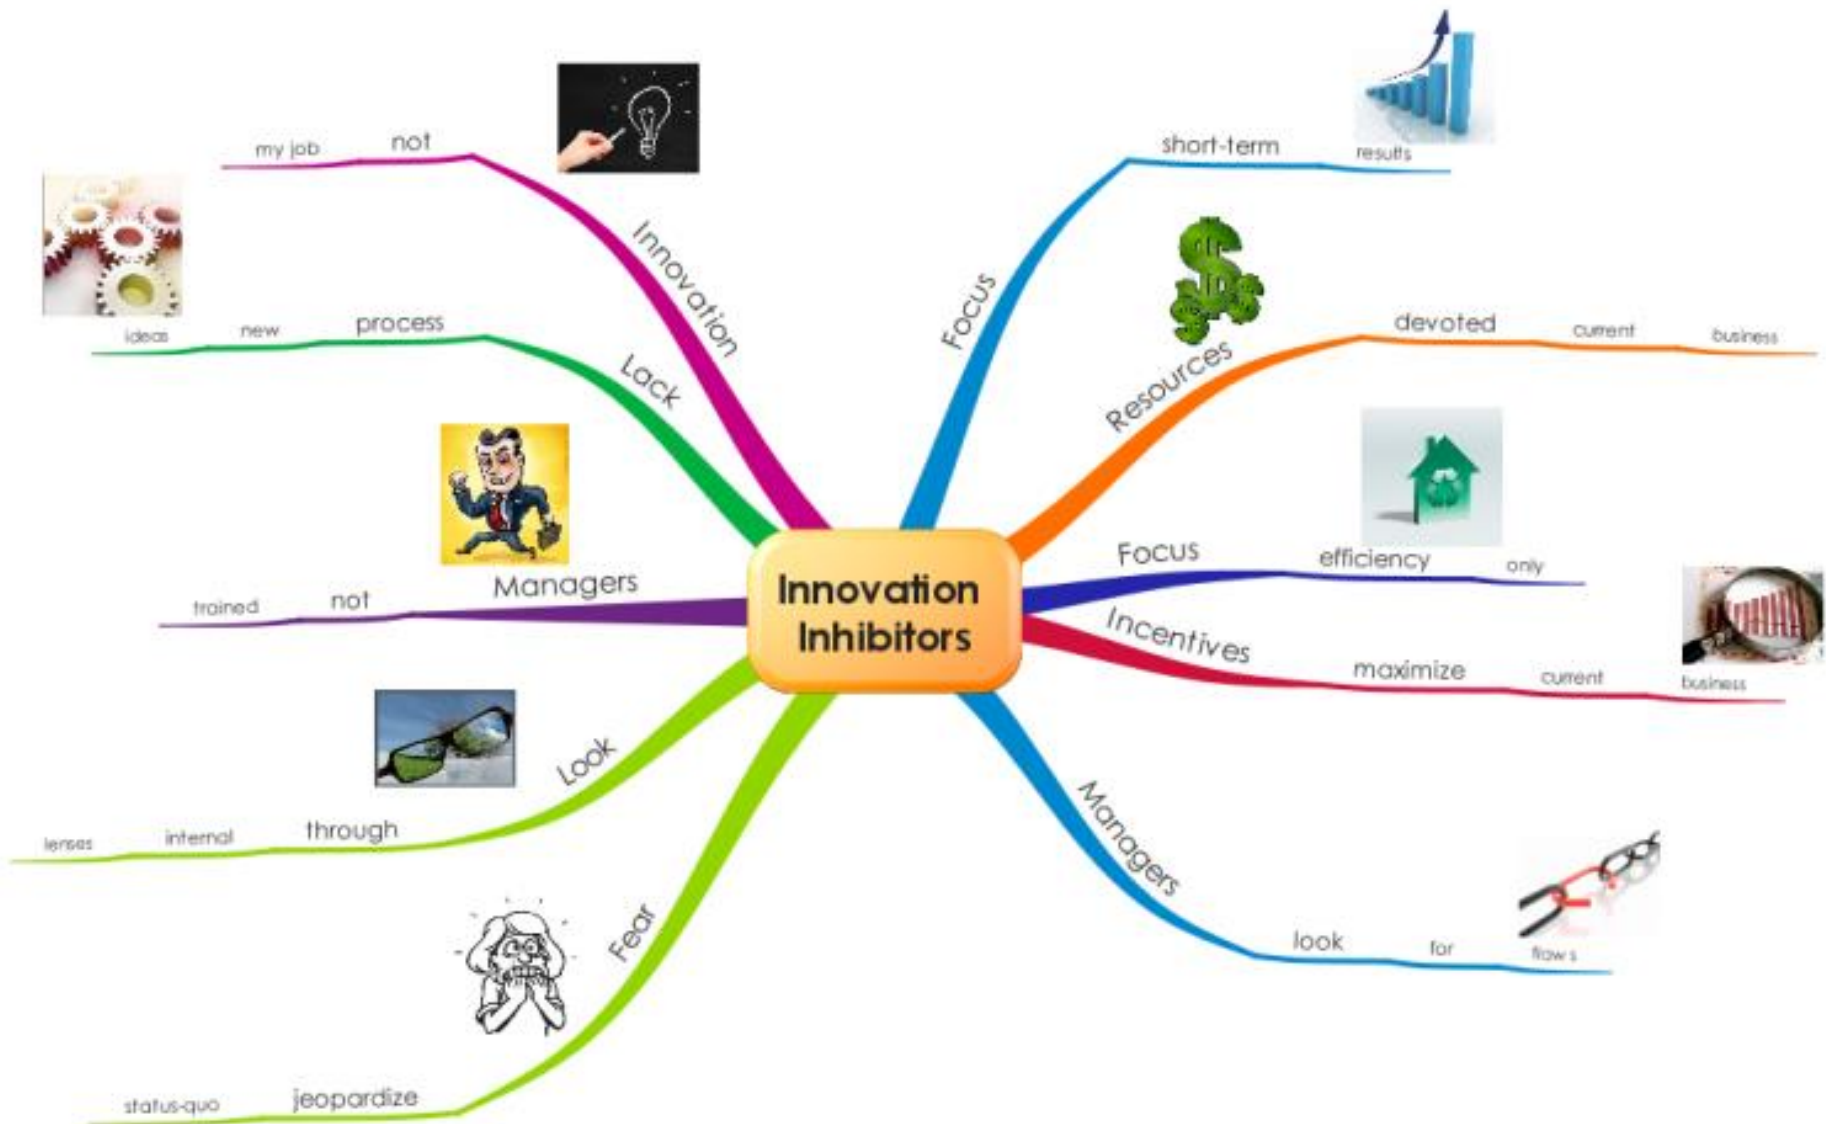 Innovation
Inhibitors
Focus
short-term
results
Resources
devoted
current
business
Focus
efficiency
only
Incentives
maximize
current
business
Managers
look
for
flaws
Fear
jeopardize
status-quo
Look
through
internal
lenses
Managers
not
trained
Lack
process
new
ideas
Innovation
not
my job